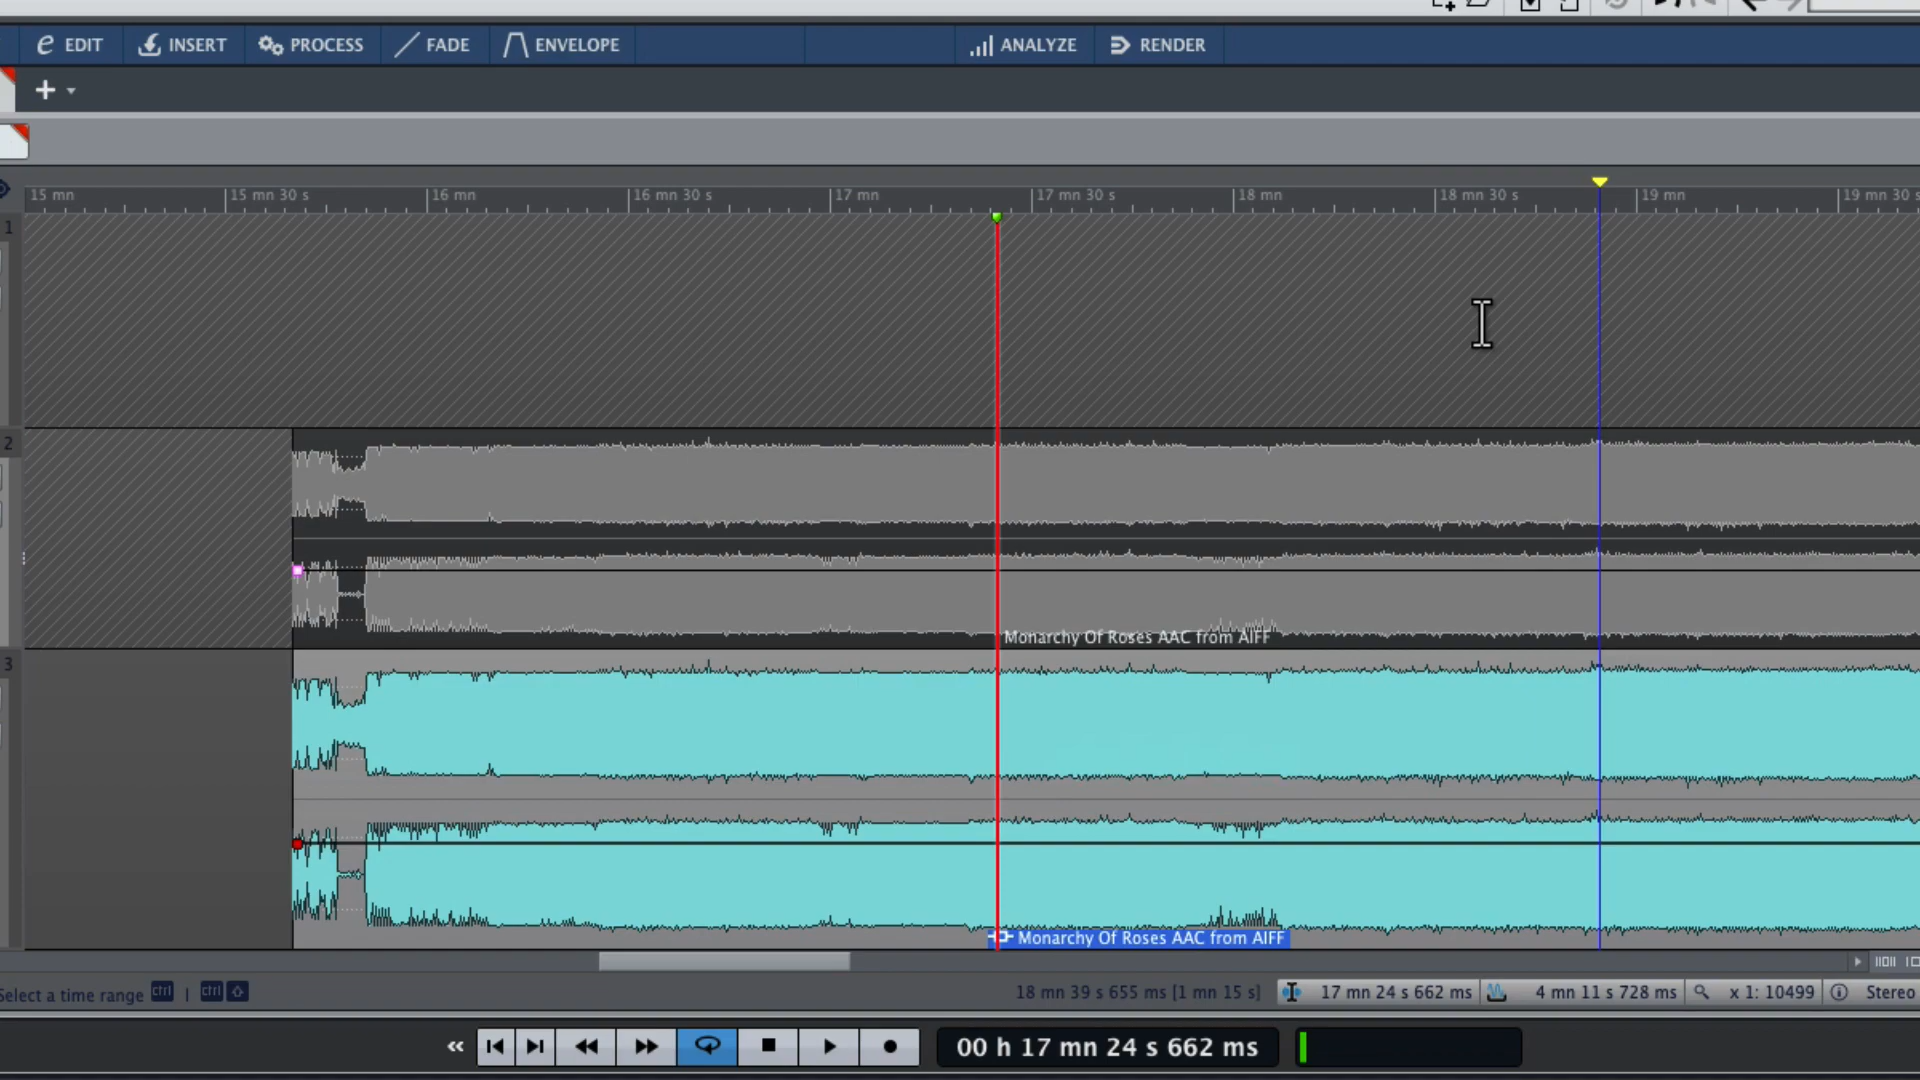 EDIT INSERT PROCESS FADE ENVELOPE ANALYZE RENDER
15 mn 15 mn 30 s 16 mn 16 mn 30 s 17 mn 17 mn 30 s 18 mn 18 mn 30 s 19 mn 19 mn 30 s
1
2
Monarchy Of Roses AAC from AIFF
3
Monarchy Of Roses AAC from AIFF
Select a time range ctrl | ctrl 18 mn 39 s 655 ms [1 mn 15 s] 17 mn 24 s 662 ms 4 mn 11 s 728 ms x 1: 10499 Stereo
00 h 17 mn 24 s 662 ms